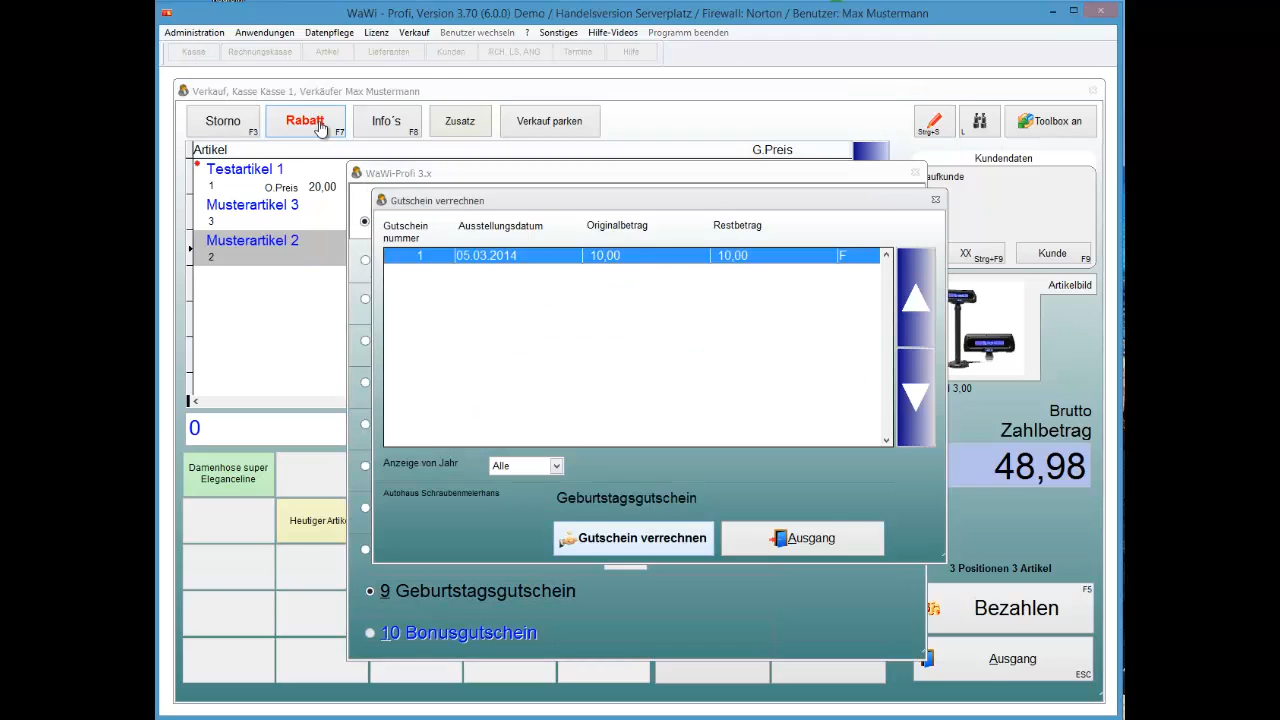 WaWi - Profi, Version 3.70 (6.0.0) Demo / Handelsversion Serverplatz / Firewall: Norton / Benutzer: Max Mustermann
Administration Anwendungen Datenpflege Lizenz Verkauf Benutzer wechseln ? Sonstiges Hilfe-Videos Programm beenden
Kasse Rechnungskasse Artikel Lieferanten Kunden RCH, LS, ANG Termine Hilfe
Verkauf, Kasse Kasse 1, Verkäufer Max Mustermann
Storno F3 Rabatt F7 Info´s F8 Zusatz Verkauf parken Strg+S L Toolbox an
Artikel G.Preis
Kundendaten
Testartikel 1
1 O.Preis 20,00
Musterartikel 3
3
Musterartikel 2
2
0
WaWi-Profi 3.x
aufkunde
XX Strg+F9 Kunde F9
Artikelbild
3,00
Brutto
Zahlbetrag
48,98
Gutschein verrechnen
Gutschein nummer Ausstellungsdatum Originalbetrag Restbetrag
1 05.03.2014 10,00 10,00 F
Anzeige von Jahr Alle
Autohaus Schraubenmeierhans
Geburtstagsgutschein
Gutschein verrechnen Ausgang
9 Geburtstagsgutschein
10 Bonusgutschein
Damenhose super
Eleganceline
Heutiger Artike
3 Positionen 3 Artikel
Bezahlen F5
Ausgang ESC